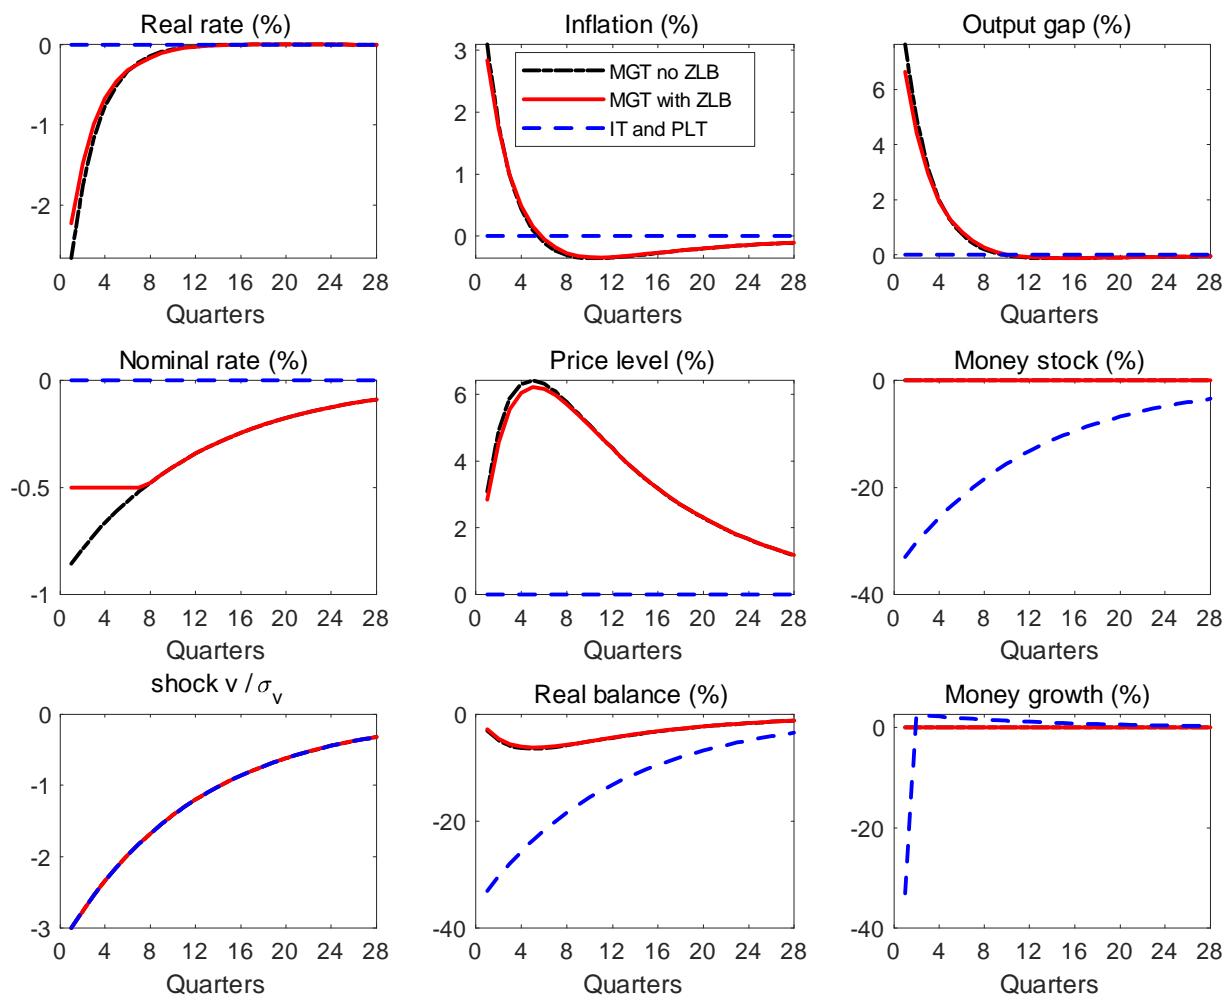 Real rate (%)
0
-1
-2
0 4 8 12 16 20 24 28
Quarters
Inflation (%)
3
2
1
0
0 4 8 12 16 20 24 28
Quarters
MGT no ZLB
MGT with ZLB
IT and PLT
Output gap (%)
6
4
2
0
0 4 8 12 16 20 24 28
Quarters
Nominal rate (%)
0
-0.5
-1
0 4 8 12 16 20 24 28
Quarters
Price level (%)
6
4
2
0
0 4 8 12 16 20 24 28
Quarters
Money stock (%)
0
-20
-40
0 4 8 12 16 20 24 28
Quarters
shock v / σv
0
-1
-2
-3
0 4 8 12 16 20 24 28
Quarters
Real balance (%)
0
-20
-40
0 4 8 12 16 20 24 28
Quarters
Money growth (%)
0
-20
-40
0 4 8 12 16 20 24 28
Quarters